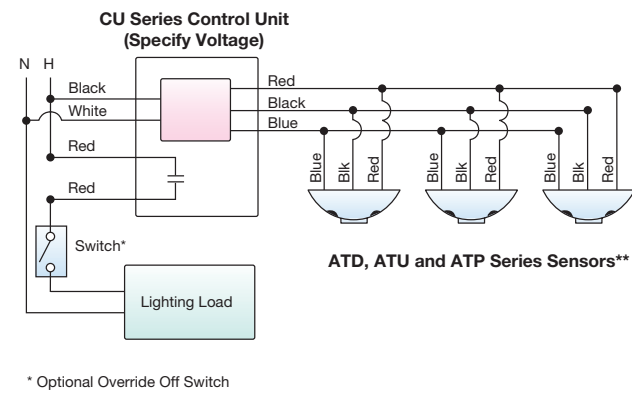 CU Series Control Unit
(Specify Voltage)
N H
Black
White
Red
Red
Red
Black
Blue
Blue
Blk
Red
Blue
Blk
Red
Blue
Blk
Red
Switch*
Lighting Load
ATD, ATU and ATP Series Sensors**
* Optional Override Off Switch